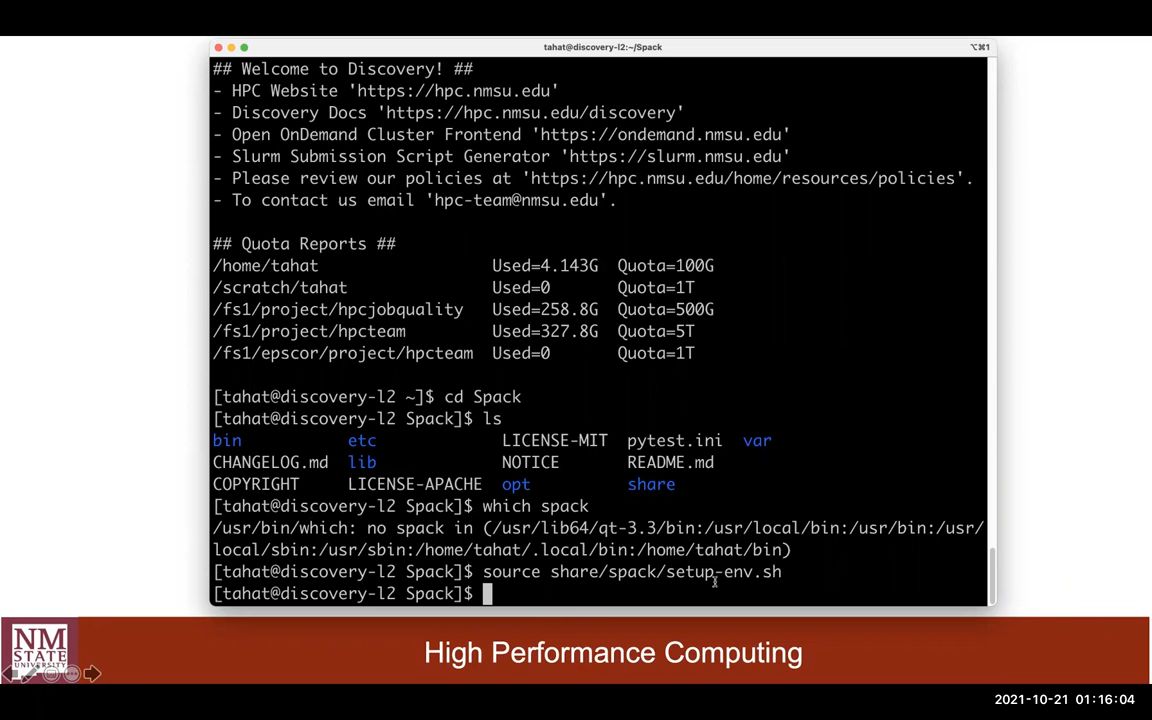 tahat@discovery-l2:~/Spack
⌥⌘1
## Welcome to Discovery! ##
- HPC Website 'https://hpc.nmsu.edu'
- Discovery Docs 'https://hpc.nmsu.edu/discovery'
- Open OnDemand Cluster Frontend 'https://ondemand.nmsu.edu'
- Slurm Submission Script Generator 'https://slurm.nmsu.edu'
- Please review our policies at 'https://hpc.nmsu.edu/home/resources/policies'.
- To contact us email 'hpc-team@nmsu.edu'.
## Quota Reports ##
/home/tahat Used=4.143G Quota=100G
/scratch/tahat Used=0 Quota=1T
/fs1/project/hpcjobquality Used=258.8G Quota=500G
/fs1/project/hpcteam Used=327.8G Quota=5T
/fs1/epscor/project/hpcteam Used=0 Quota=1T
[tahat@discovery-l2 ~]$ cd Spack
[tahat@discovery-l2 Spack]$ ls
bin etc LICENSE-MIT pytest.ini var
CHANGELOG.md lib NOTICE README.md
COPYRIGHT LICENSE-APACHE opt share
[tahat@discovery-l2 Spack]$ which spack
/usr/bin/which: no spack in (/usr/lib64/qt-3.3/bin:/usr/local/bin:/usr/bin:/usr/
local/sbin:/usr/sbin:/home/tahat/.local/bin:/home/tahat/bin)
[tahat@discovery-l2 Spack]$ source share/spack/setup-env.sh
[tahat@discovery-l2 Spack]$
NM
STATE
UNIVERSITY
High Performance Computing
2021-10-21 01:16:04